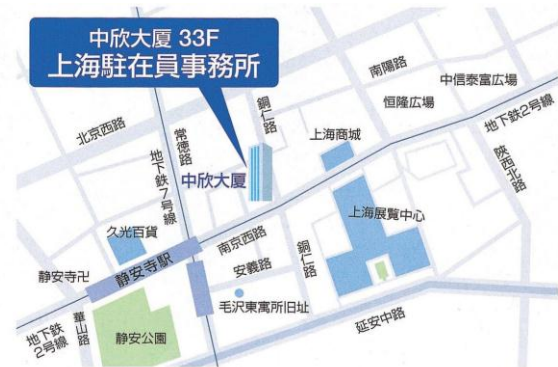 中欣大厦 33F
上海駐在員事務所
南陽路
中信泰富広場
恒隆広場
地下鉄2号線
銅仁路
北京西路
常徳路
上海商城
陝西北路
地下鉄7号線
中欣大厦
上海展覧中心
久光百貨
南京西路
静安寺駅
安義路
銅仁路
静安寺卍
毛沢東寓所旧址
延安中路
地下鉄
2号線
華山路
静安公園